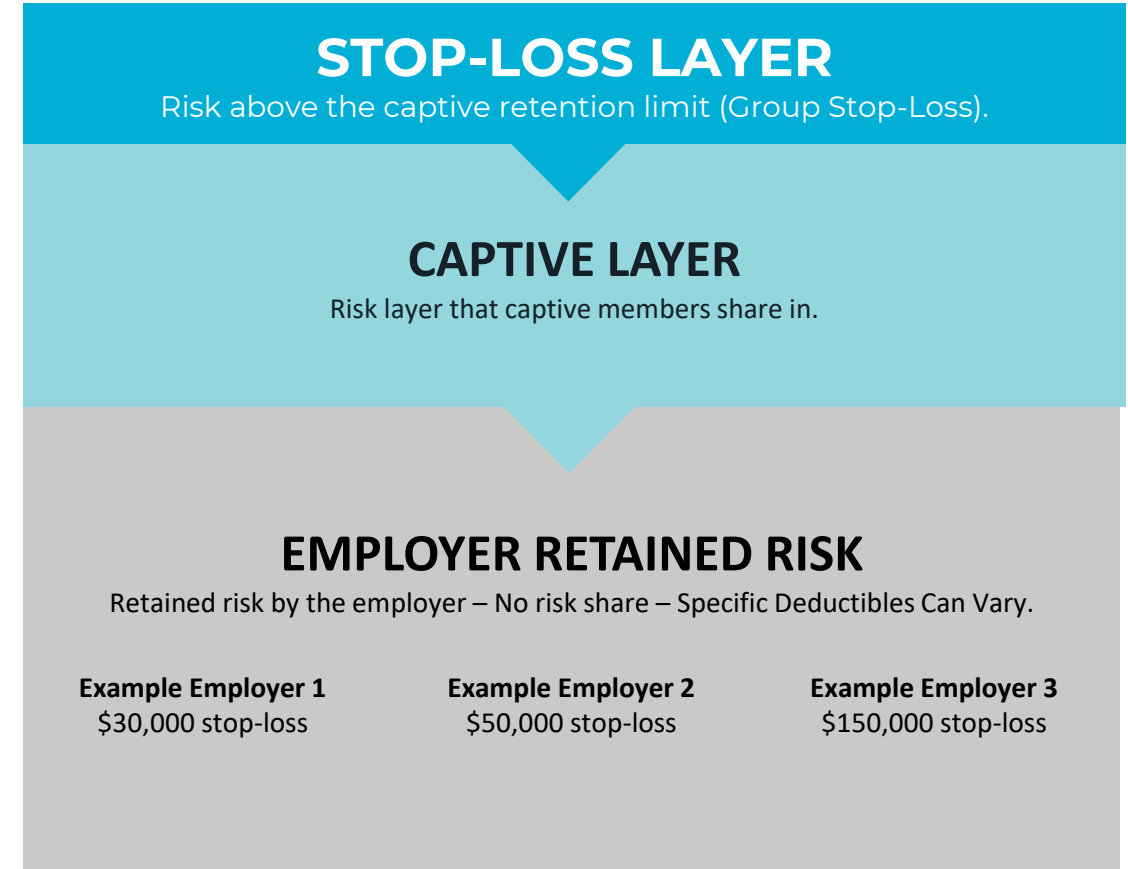 STOP-LOSS LAYER
Risk above the captive retention limit (Group Stop-Loss).
CAPTIVE LAYER
Risk layer that captive members share in.
EMPLOYER RETAINED RISK
Retained risk by the employer – No risk share – Specific Deductibles Can Vary.
Example Employer 1
$30,000 stop-loss
Example Employer 2
$50,000 stop-loss
Example Employer 3
$150,000 stop-loss